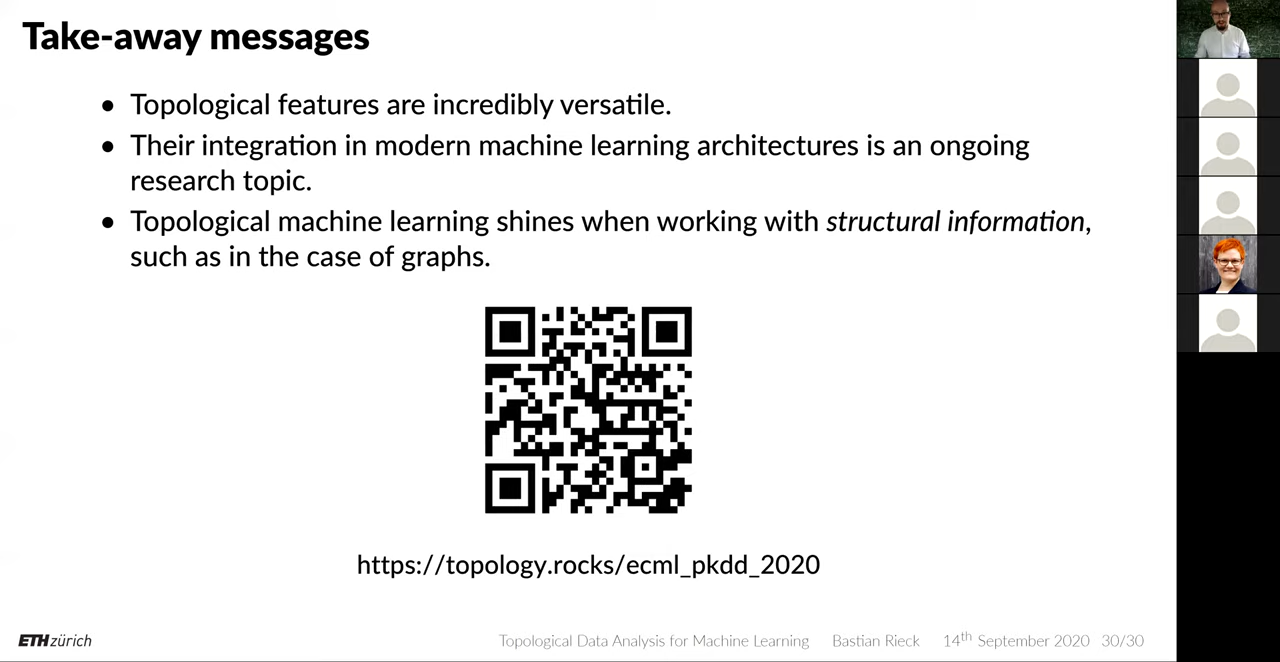 Take-away messages
• Topological features are incredibly versatile.
• Their integration in modern machine learning architectures is an ongoing
research topic.
• Topological machine learning shines when working with structural information,
such as in the case of graphs.
https://topology.rocks/ecml_pkdd_2020
ETH zürich Topological Data Analysis for Machine Learning Bastian Rieck 14th September 2020 30/30